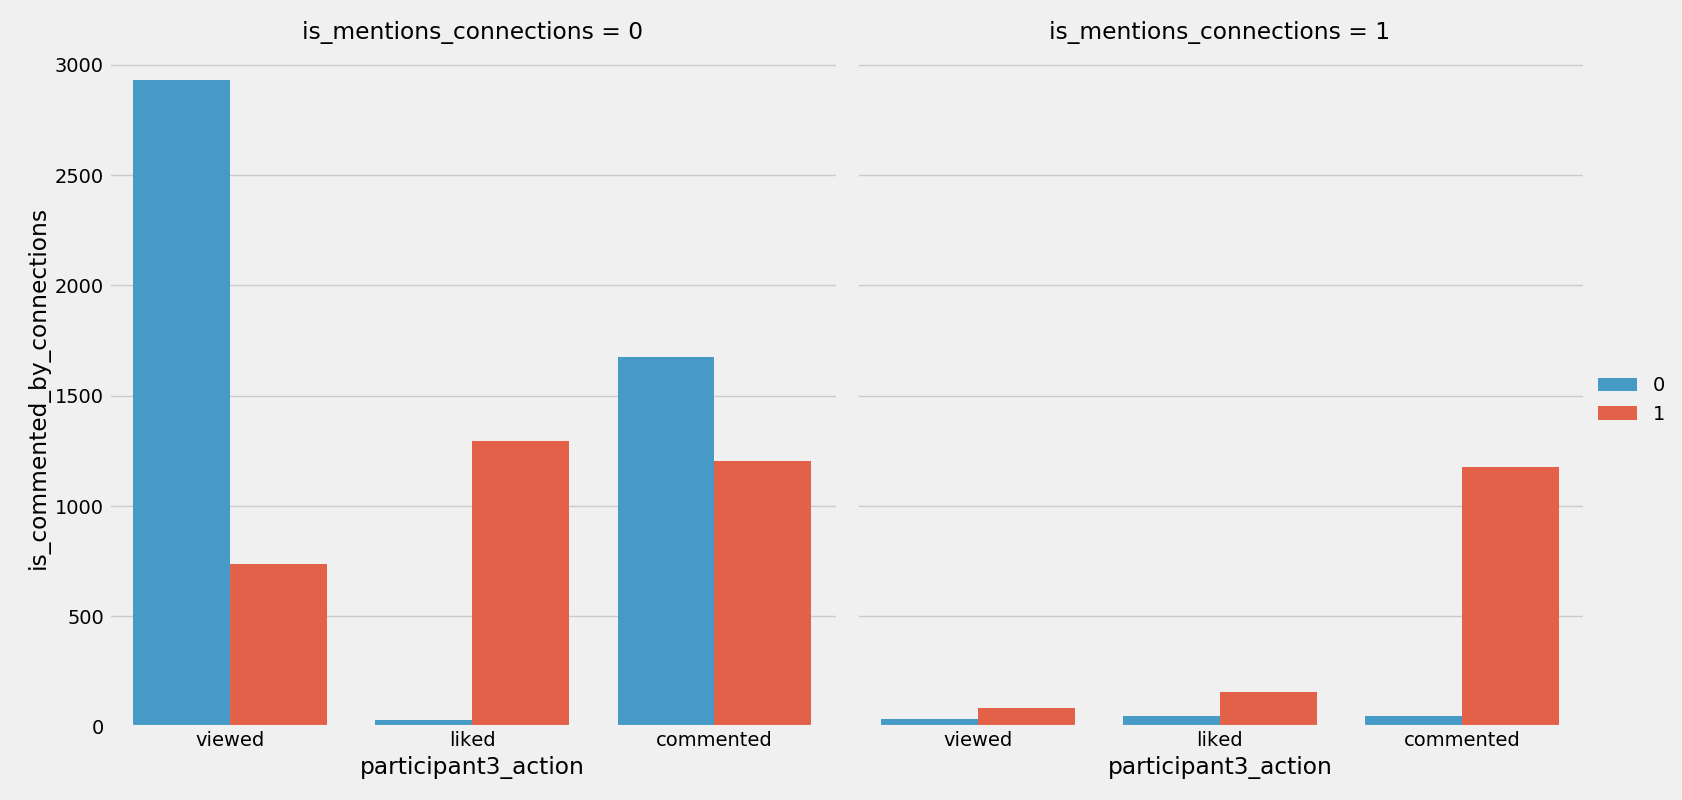 is_mentions_connections = 0
is_mentions_connections = 1
is_commented_by_connections
3000
2500
2000
1500
1000
500
0
viewed
liked
commented
viewed
liked
commented
participant3_action
participant3_action
0
1